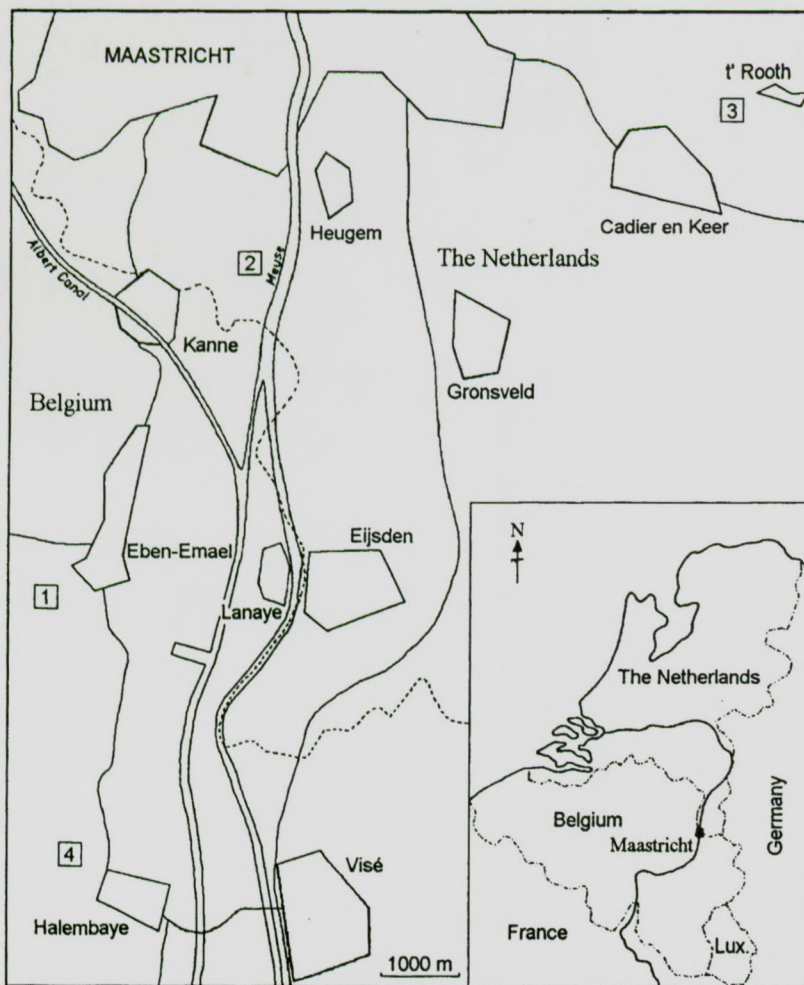 MAASTRICHT
t' Rooth
3
Heugem
Cadier en Keer
2
Meyse
The Netherlands
Albert Canal
Kanne
Gronsveld
Belgium
Eben-Emael
Eijsden
1
Lanaye
4
Visé
Halembaye
1000 m
N
The Netherlands
Belgium
Maastricht
Germany
France
Lux.